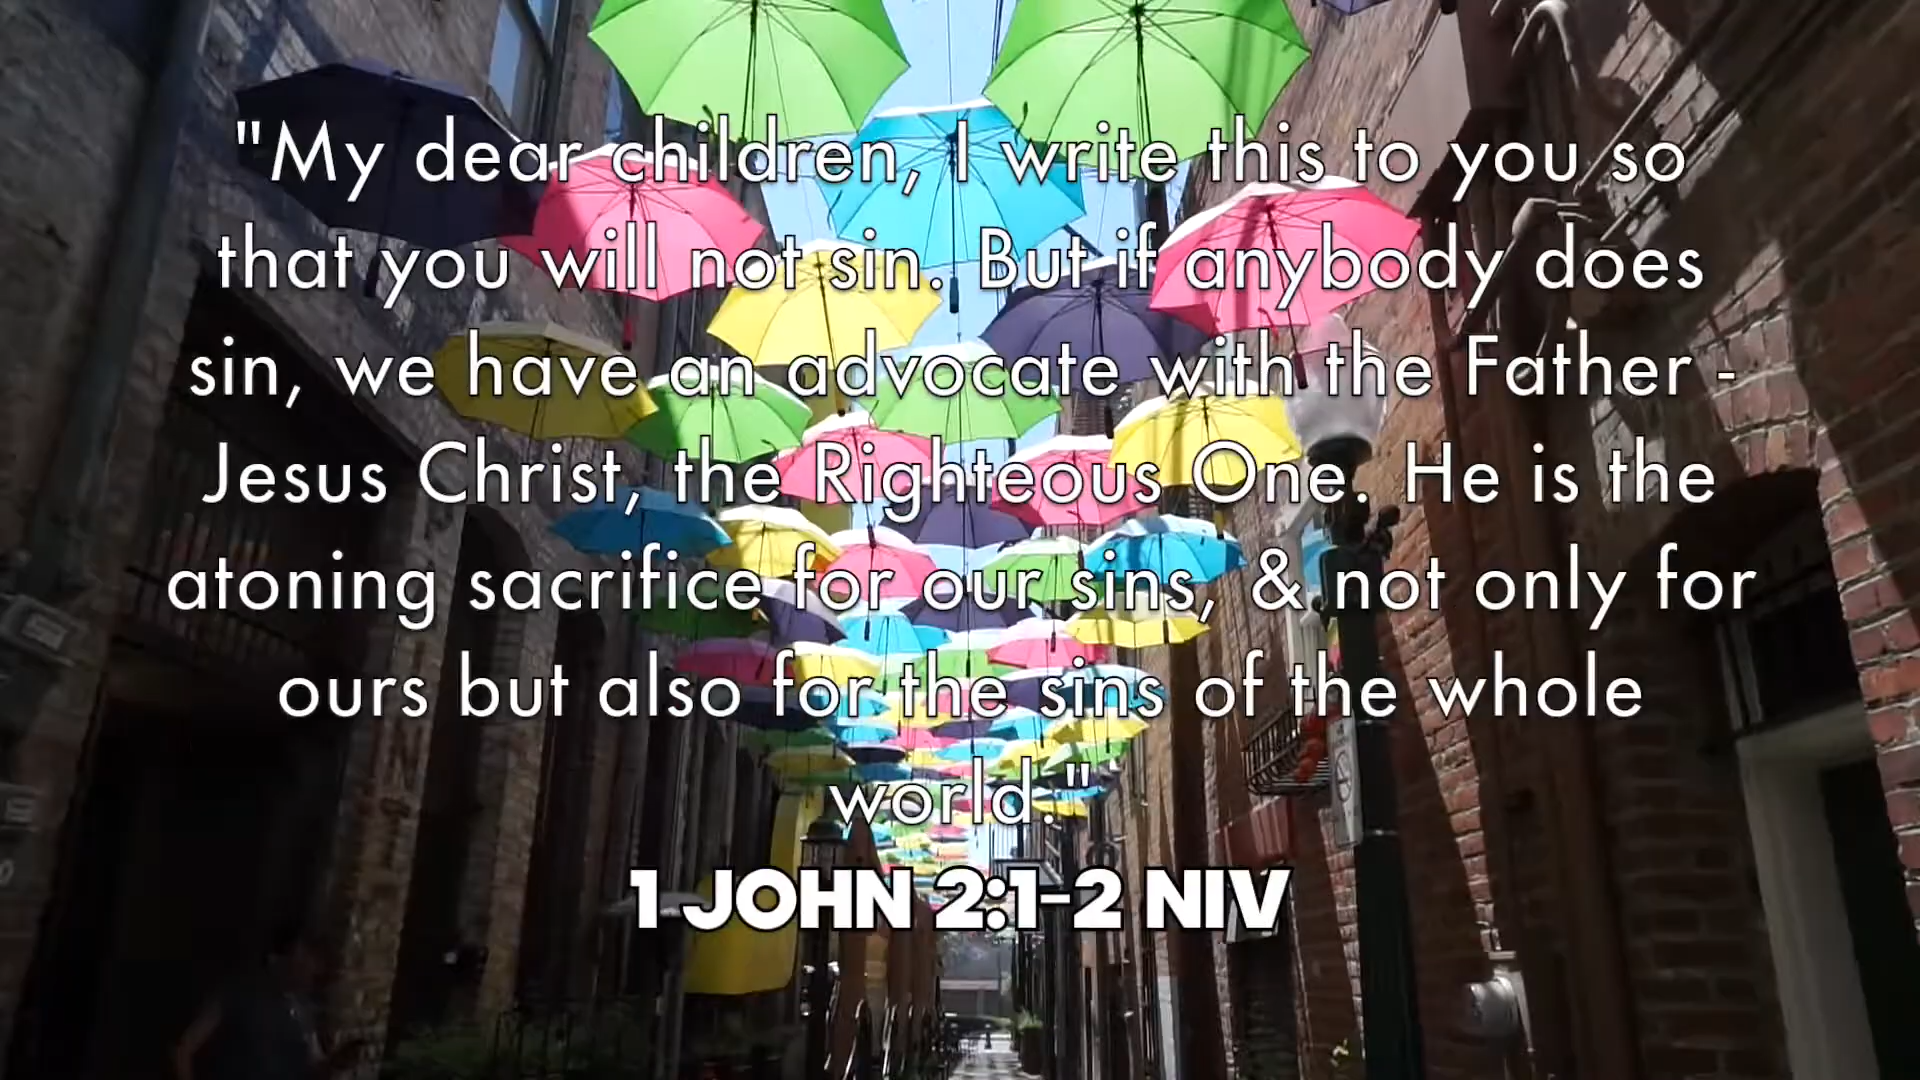 "My dear children, I write this to you so
that you will not sin. But if anybody does
sin, we have an advocate with the Father -
Jesus Christ, the Righteous One. He is the
atoning sacrifice for our sins, & not only for
ours but also for the sins of the whole
world."
1 JOHN 2:1-2 NIV